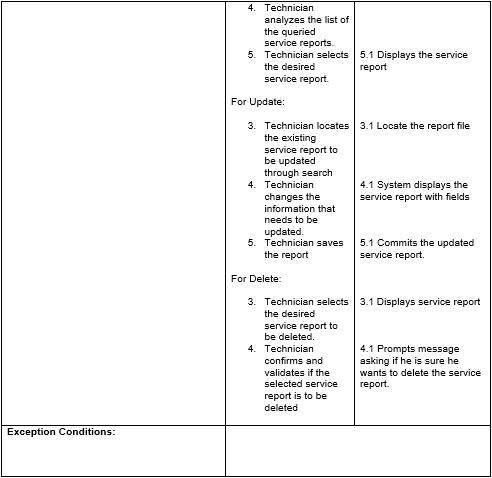 4. Technician
analyzes the list of
the queried
service reports.
5. Technician selects
the desired
service report.
5.1 Displays the service
report
For Update:
3. Technician locates
the existing
service report to
be updated
through search
3.1 Locate the report file
4. Technician
changes the
information that
needs to be
updated.
4.1 System displays the
service report with fields
5. Technician saves
the report
5.1 Commits the updated
service report.
For Delete:
3. Technician selects
the desired
service report to
be deleted.
3.1 Displays service report
4. Technician
confirms and
validates if the
selected service
report is to be
deleted
4.1 Prompts message
asking if he is sure he
wants to delete the service
report.
Exception Conditions: